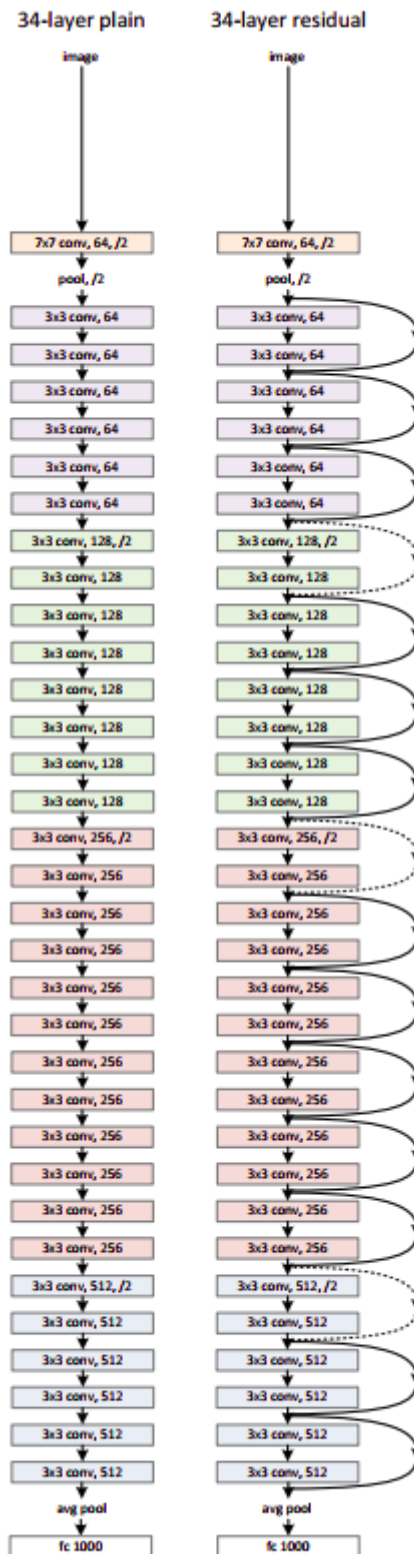 34-layer plain
image
7x7 conv, 64, /2
pool, /2
3x3 conv, 64
3x3 conv, 64
3x3 conv, 64
3x3 conv, 64
3x3 conv, 64
3x3 conv, 64
3x3 conv, 128, /2
3x3 conv, 128
3x3 conv, 128
3x3 conv, 128
3x3 conv, 128
3x3 conv, 128
3x3 conv, 128
3x3 conv, 128
3x3 conv, 256, /2
3x3 conv, 256
3x3 conv, 256
3x3 conv, 256
3x3 conv, 256
3x3 conv, 256
3x3 conv, 256
3x3 conv, 256
3x3 conv, 256
3x3 conv, 256
3x3 conv, 256
3x3 conv, 256
3x3 conv, 512, /2
3x3 conv, 512
3x3 conv, 512
3x3 conv, 512
3x3 conv, 512
3x3 conv, 512
avg pool
fc 1000
34-layer residual
image
7x7 conv, 64, /2
pool, /2
3x3 conv, 64
3x3 conv, 64
3x3 conv, 64
3x3 conv, 64
3x3 conv, 64
3x3 conv, 64
3x3 conv, 128, /2
3x3 conv, 128
3x3 conv, 128
3x3 conv, 128
3x3 conv, 128
3x3 conv, 128
3x3 conv, 128
3x3 conv, 128
3x3 conv, 256, /2
3x3 conv, 256
3x3 conv, 256
3x3 conv, 256
3x3 conv, 256
3x3 conv, 256
3x3 conv, 256
3x3 conv, 256
3x3 conv, 256
3x3 conv, 256
3x3 conv, 256
3x3 conv, 256
3x3 conv, 512, /2
3x3 conv, 512
3x3 conv, 512
3x3 conv, 512
3x3 conv, 512
3x3 conv, 512
avg pool
fc 1000